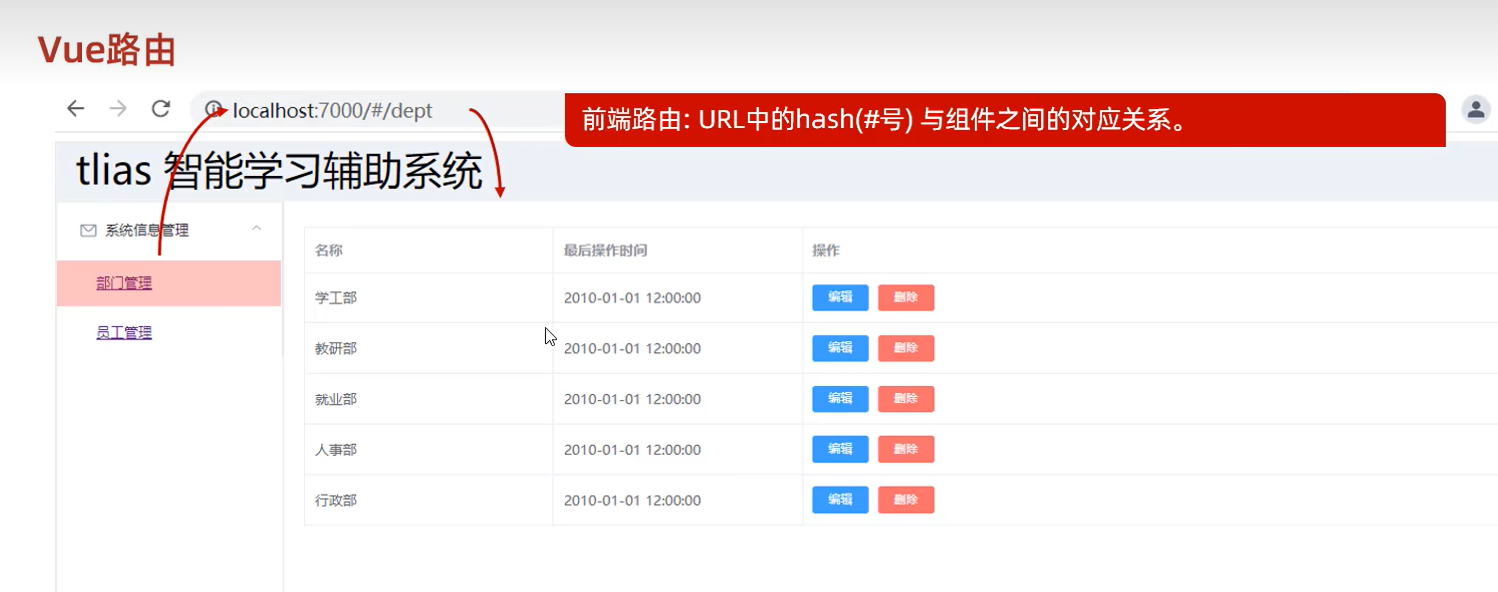 Vue路由
localhost:7000/#/dept
前端路由: URL中的hash(#号) 与组件之间的对应关系。
tlias 智能学习辅助系统
系统信息管理
部门管理
员工管理
名称 最后操作时间 操作
学工部 2010-01-01 12:00:00 编辑 删除
教研部 2010-01-01 12:00:00 编辑 删除
就业部 2010-01-01 12:00:00 编辑 删除
人事部 2010-01-01 12:00:00 编辑 删除
行政部 2010-01-01 12:00:00 编辑 删除